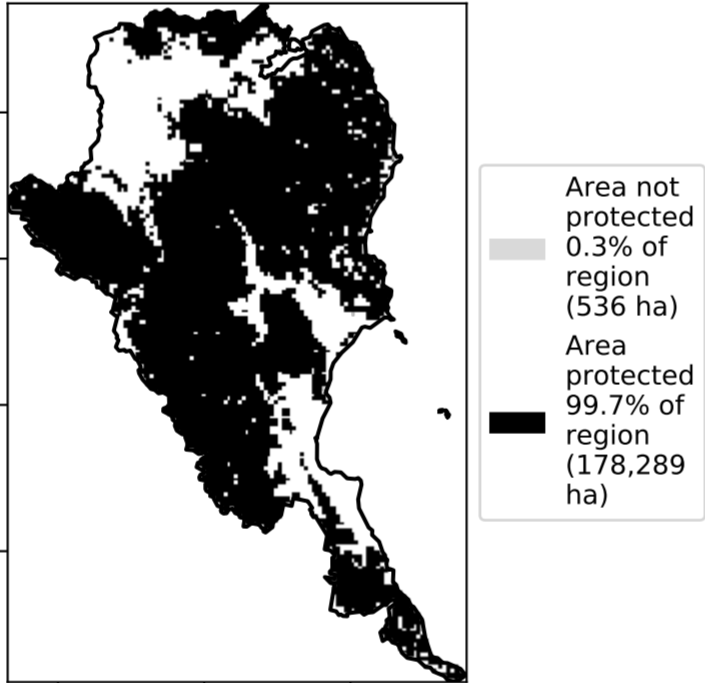 Area not
protected
0.3% of
region
(536 ha)
Area
protected
99.7% of
region
(178,289
ha)